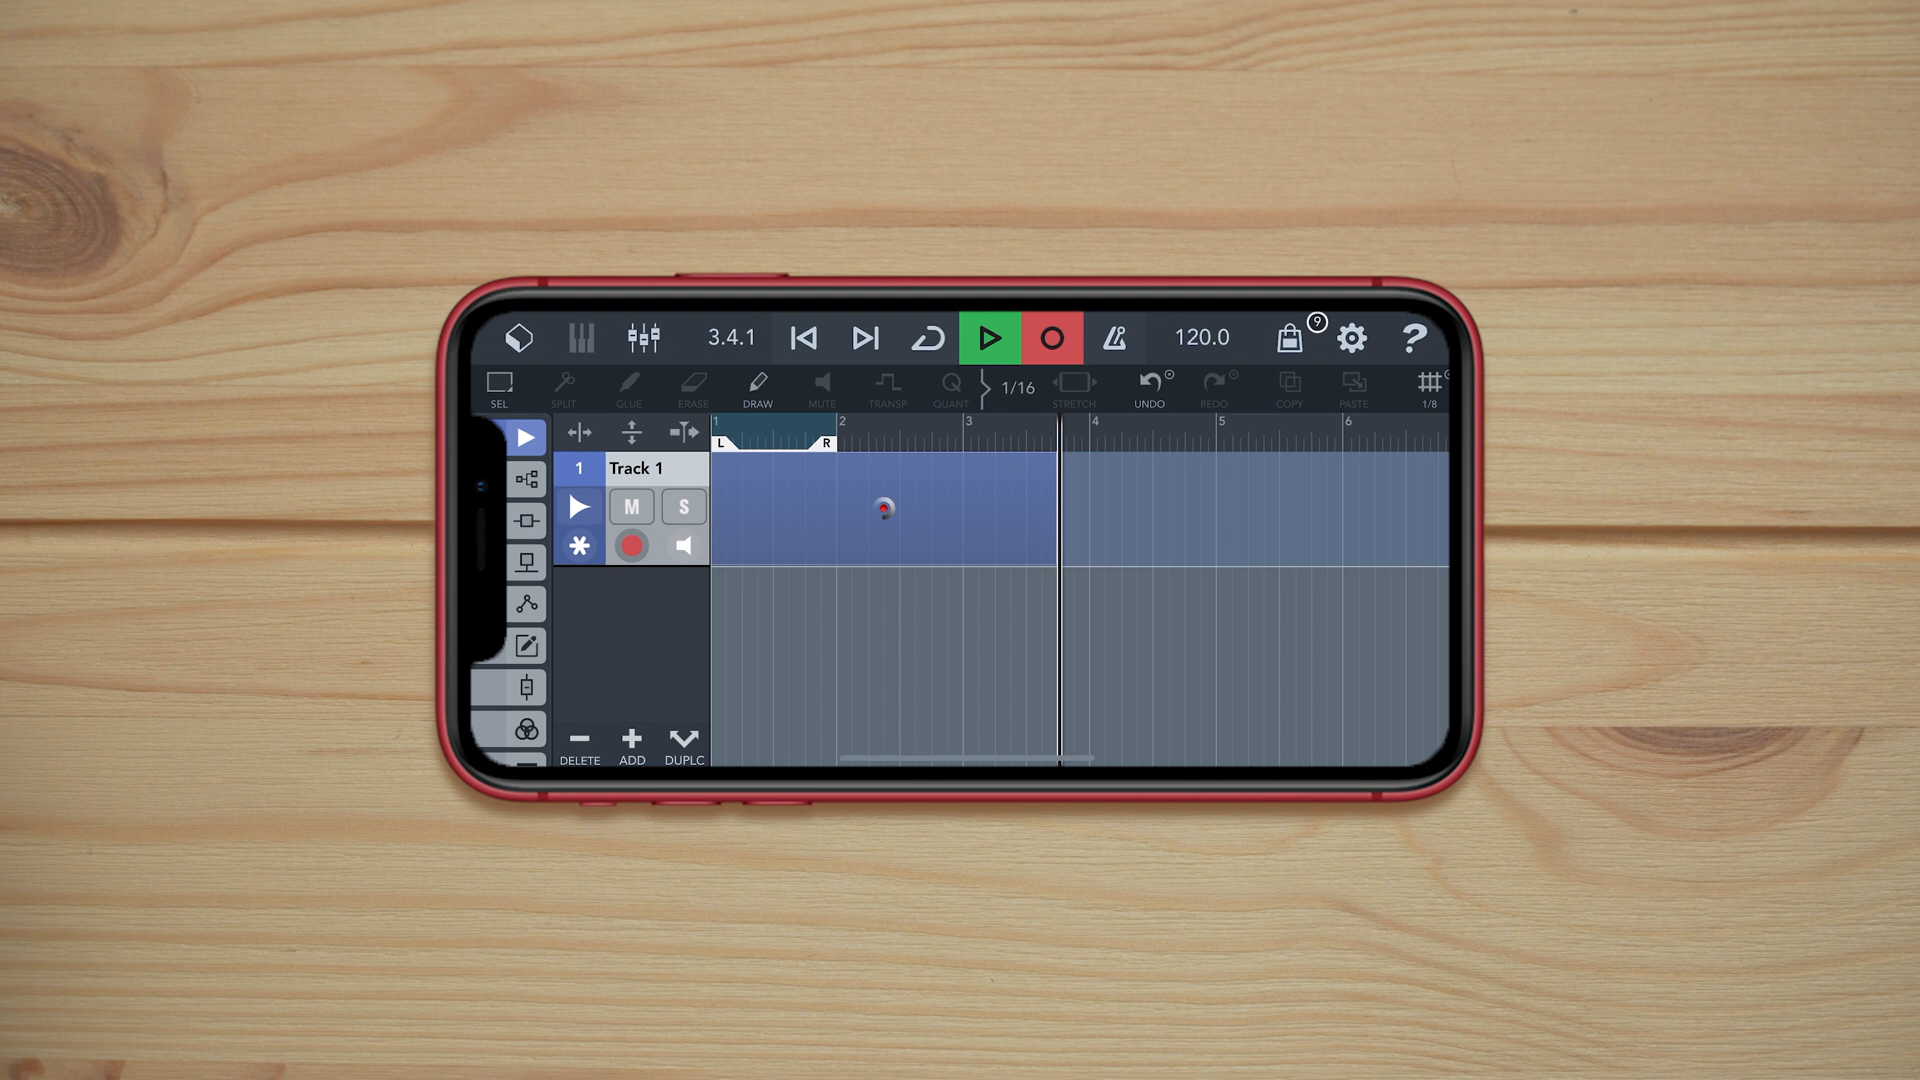 3.4.1 120.0 9 ?
SEL SPLIT GLUE ERASE DRAW MUTE TRANSP QUANT 1/16 STRETCH UNDO REDO COPY PASTE 1/8
1 2 3 4 5 6
L R
1 Track 1
M S
DELETE ADD DUPLC